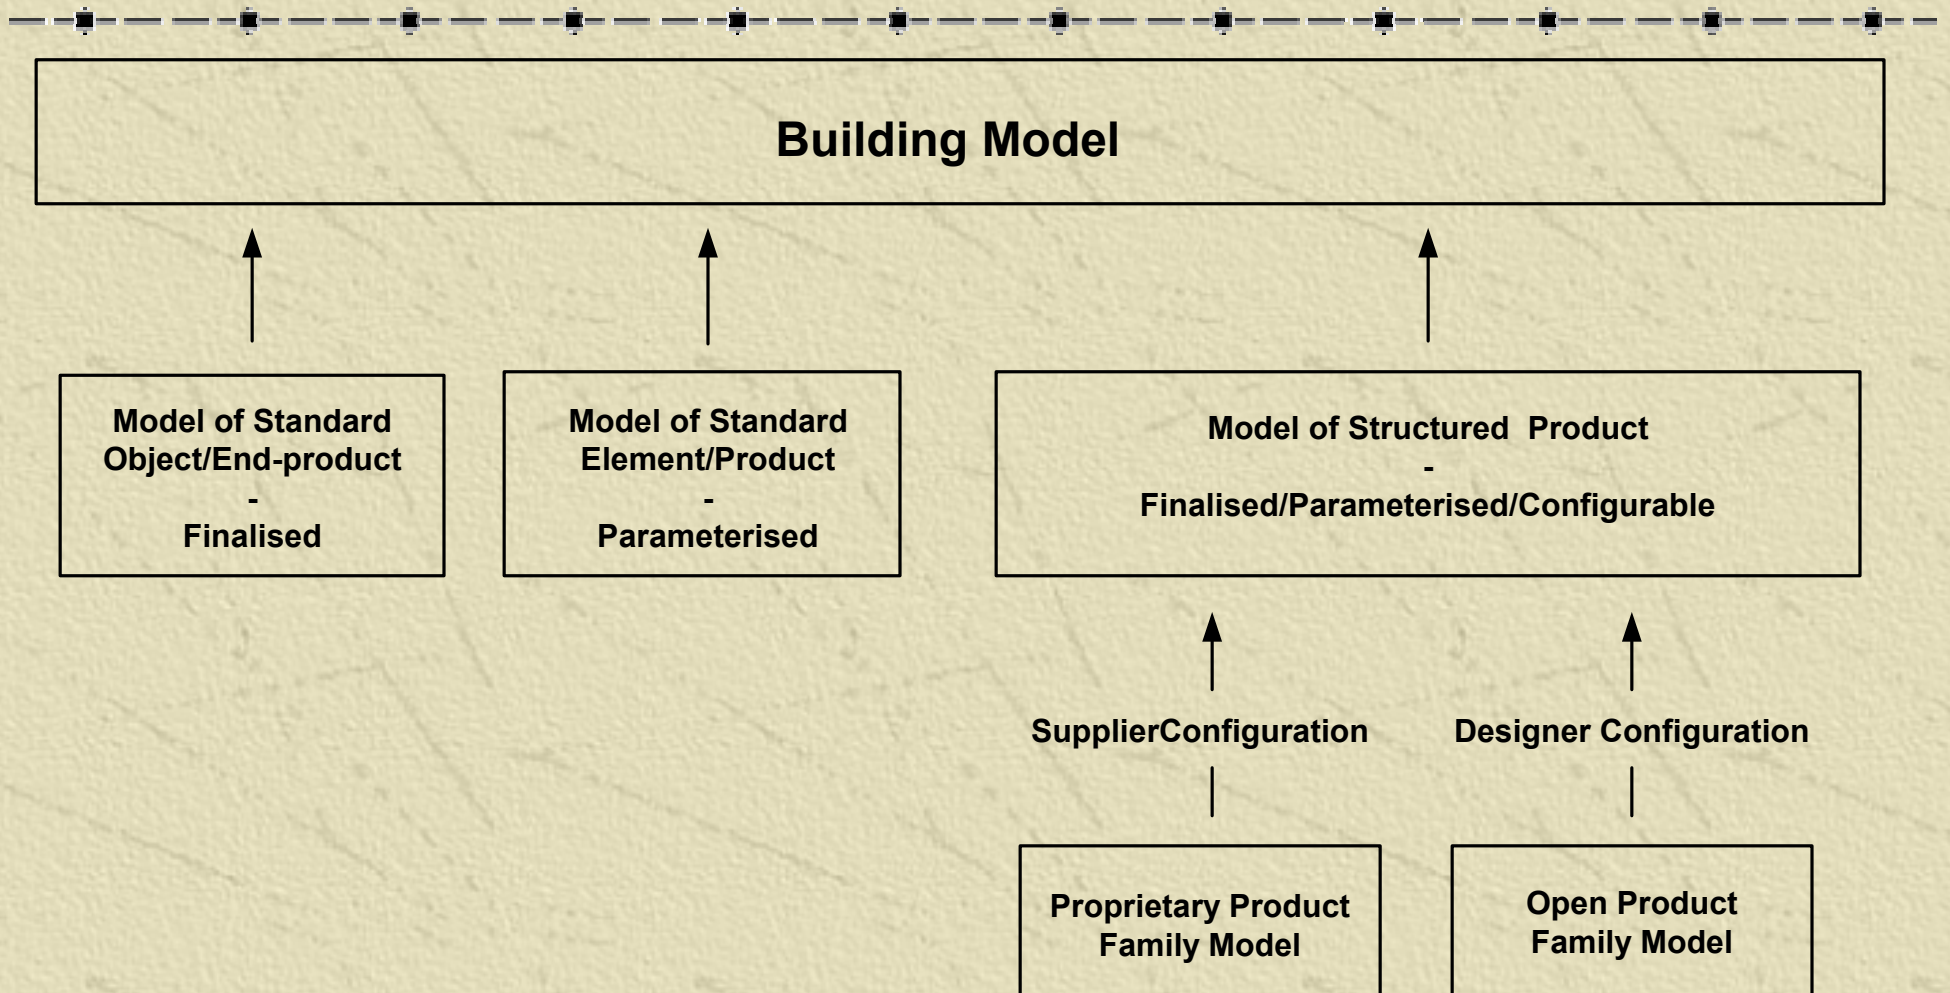 Building Model
Model of Standard
Object/End-product
-
Finalised
Model of Standard
Element/Product
-
Parameterised
Model of Structured  Product
-
Finalised/Parameterised/Configurable
SupplierConfiguration
Designer Configuration
Proprietary Product
Family Model
Open Product
Family Model